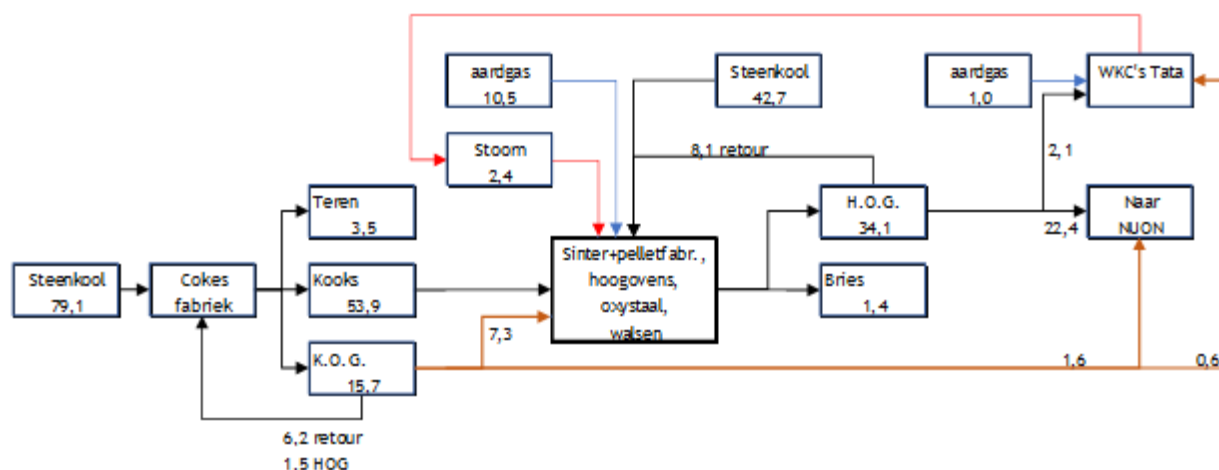 aardgas
10,5
Steenkool
42,7
aardgas
1,0
WKC's Tata
Stoom
2,4
8,1 retour
2,1
Teren
3,5
H.O.G.
34,1
22,4
Naar
NUON
Steenkool
79,1
Cokes
fabriek
Kooks
53,9
Sinter+pelletfabr.,
hoogovens,
oxystaal,
walsen
Bries
1,4
7,3
K.O.G.
15,7
1,6
0,6
6,2 retour
1,5 HOG